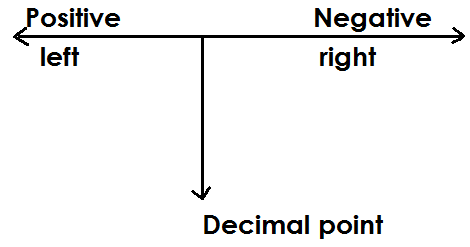 Positive Negative
left right
Decimal point